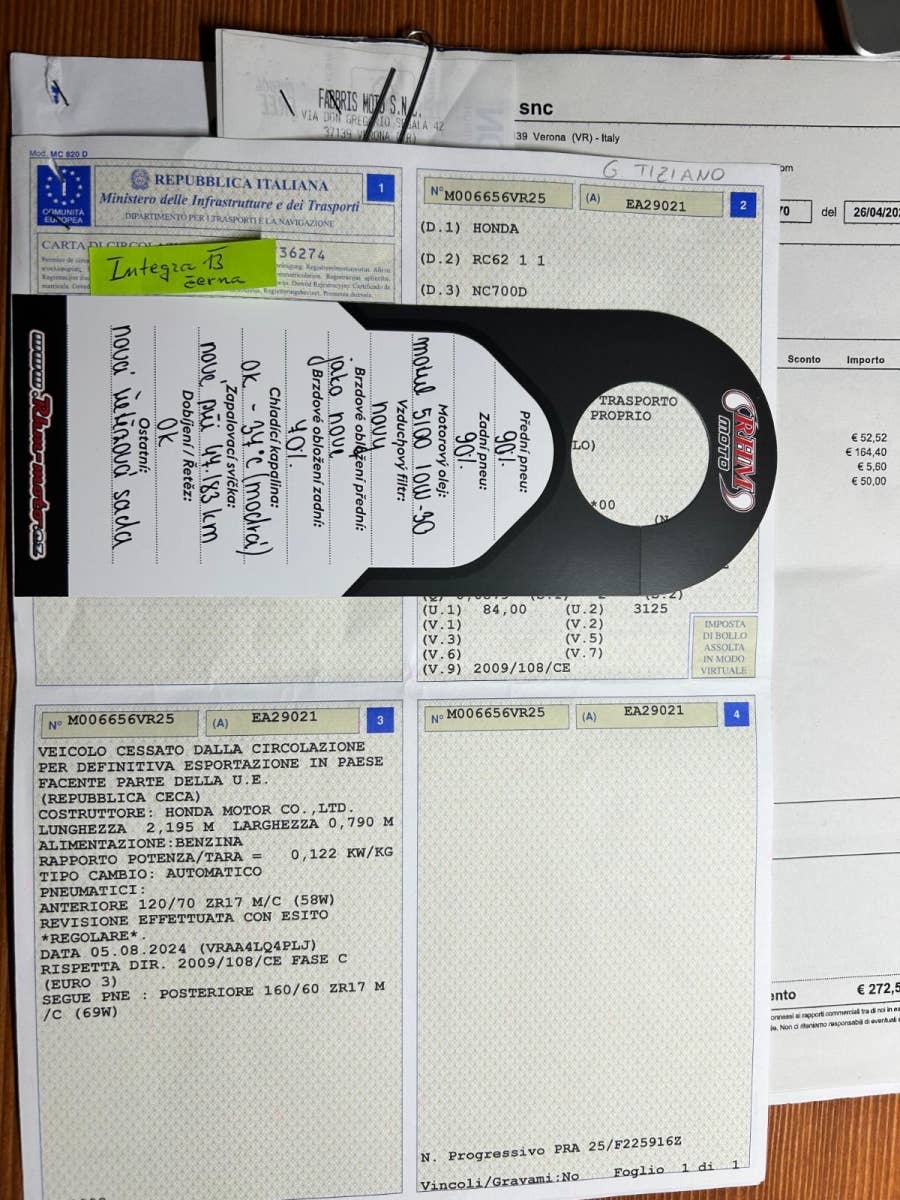 FABBRIS MOTO S.N.C.
VIA DON GREGORIO SEGALA 42
37139 VERONA (VR)
snc
139 Verona (VR) - Italy
om
70 del 26/04/202
Sconto Importo
€ 52,52
€ 164,40
€ 5,60
€ 50,00
ento € 272,5
G TIZIANO
Mod. MC 820 D
COMUNITÀ
EUROPEA
REPUBBLICA ITALIANA
Ministero delle Infrastrutture e dei Trasporti
DIPARTIMENTO PER I TRASPORTI E LA NAVIGAZIONE
1
CARTA DI CIRCOLA
36274
Integra 13
černa
N° M006656VR25 (A) EA29021 2
(D.1) HONDA
(D.2) RC62 1 1
(D.3) NC700D
TRASPORTO
PROPRIO
LO)
*00
RHM
MOTO
Přední pneu:
90%
Zadní pneu:
90%
Motorový olej:
motul 5100 10W-30
Vzduchový filtr:
nový
Brzdové obložení přední:
jako nové
Brzdové obložení zadní:
40%
Chladící kapalina:
OK - 34°C (modrá)
Zapalovací svíčka:
nové při 44.183 km
Dobíjení / Řetěz:
OK
Ostatní:
nová řetězová sada
www.Rhm-moto.cz
(U.1) 84,00 (U.2) 3125
(V.1) (V.2)
(V.3) (V.5)
(V.6) (V.7)
(V.9) 2009/108/CE
IMPOSTA
DI BOLLO
ASSOLTA
IN MODO
VIRTUALE
N° M006656VR25 (A) EA29021 3
VEICOLO CESSATO DALLA CIRCOLAZIONE
PER DEFINITIVA ESPORTAZIONE IN PAESE
FACENTE PARTE DELLA U.E.
(REPUBBLICA CECA)
COSTRUTTORE: HONDA MOTOR CO.,LTD.
LUNGHEZZA 2,195 M LARGHEZZA 0,790 M
ALIMENTAZIONE:BENZINA
RAPPORTO POTENZA/TARA = 0,122 KW/KG
TIPO CAMBIO: AUTOMATICO
PNEUMATICI:
ANTERIORE 120/70 ZR17 M/C (58W)
REVISIONE EFFETTUATA CON ESITO
*REGOLARE*.
DATA 05.08.2024 (VRAA4LQ4PLJ)
RISPETTA DIR. 2009/108/CE FASE C
(EURO 3)
SEGUE PNE : POSTERIORE 160/60 ZR17 M
/C (69W)
N° M006656VR25 (A) EA29021 4
N. Progressivo PRA 25/F225916Z
Vincoli/Gravami:No Foglio 1 di 1